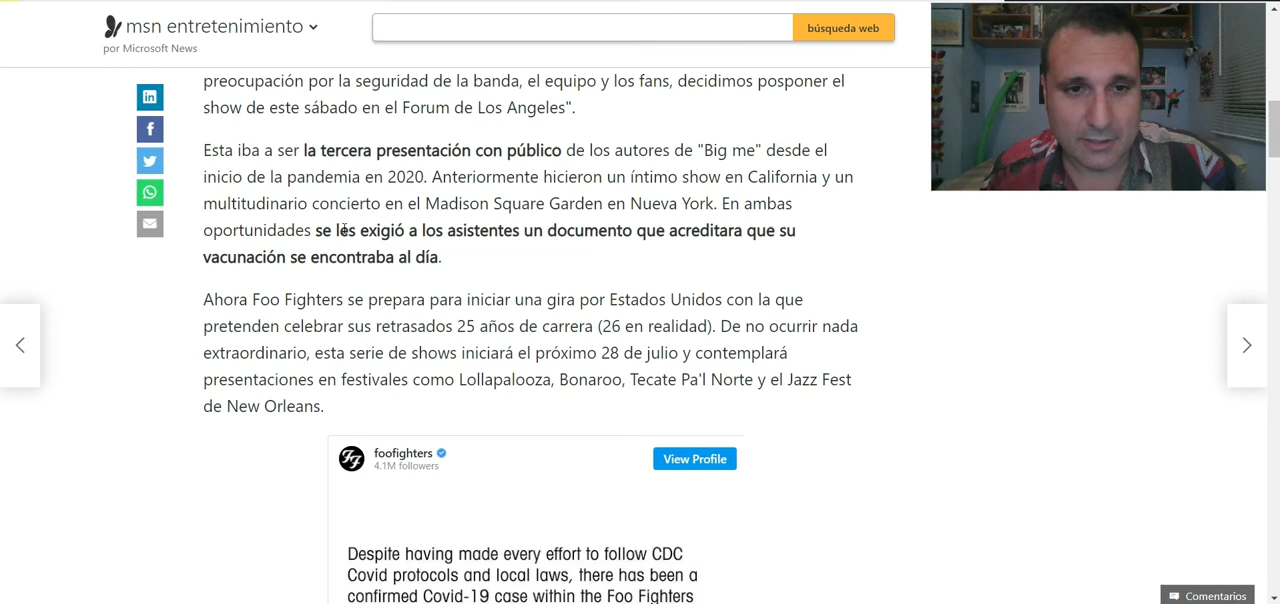 msn entretenimiento
por Microsoft News
búsqueda web
preocupación por la seguridad de la banda, el equipo y los fans, decidimos posponer el
show de este sábado en el Forum de Los Angeles".
Esta iba a ser la tercera presentación con público de los autores de "Big me" desde el
inicio de la pandemia en 2020. Anteriormente hicieron un íntimo show en California y un
multitudinario concierto en el Madison Square Garden en Nueva York. En ambas
oportunidades se les exigió a los asistentes un documento que acreditara que su
vacunación se encontraba al día.
Ahora Foo Fighters se prepara para iniciar una gira por Estados Unidos con la que
pretenden celebrar sus retrasados 25 años de carrera (26 en realidad). De no ocurrir nada
extraordinario, esta serie de shows iniciará el próximo 28 de julio y contemplará
presentaciones en festivales como Lollapalooza, Bonaroo, Tecate Pa'l Norte y el Jazz Fest
de New Orleans.
foofighters
4.1M followers
View Profile
Despite having made every effort to follow CDC
Covid protocols and local laws, there has been a
confirmed Covid-19 case within the Foo Fighters
Comentarios